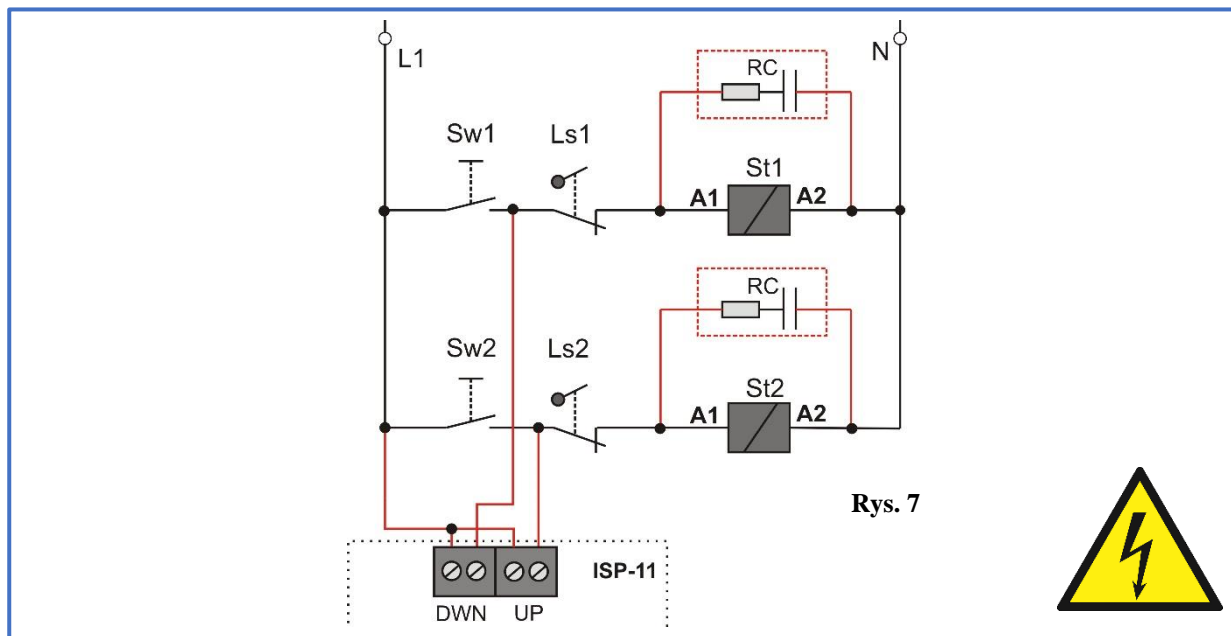 L1
N
RC
Sw1
Ls1
St1
A1
A2
RC
Sw2
Ls2
St2
A1
A2
Rys. 7
ISP-11
DWN
UP